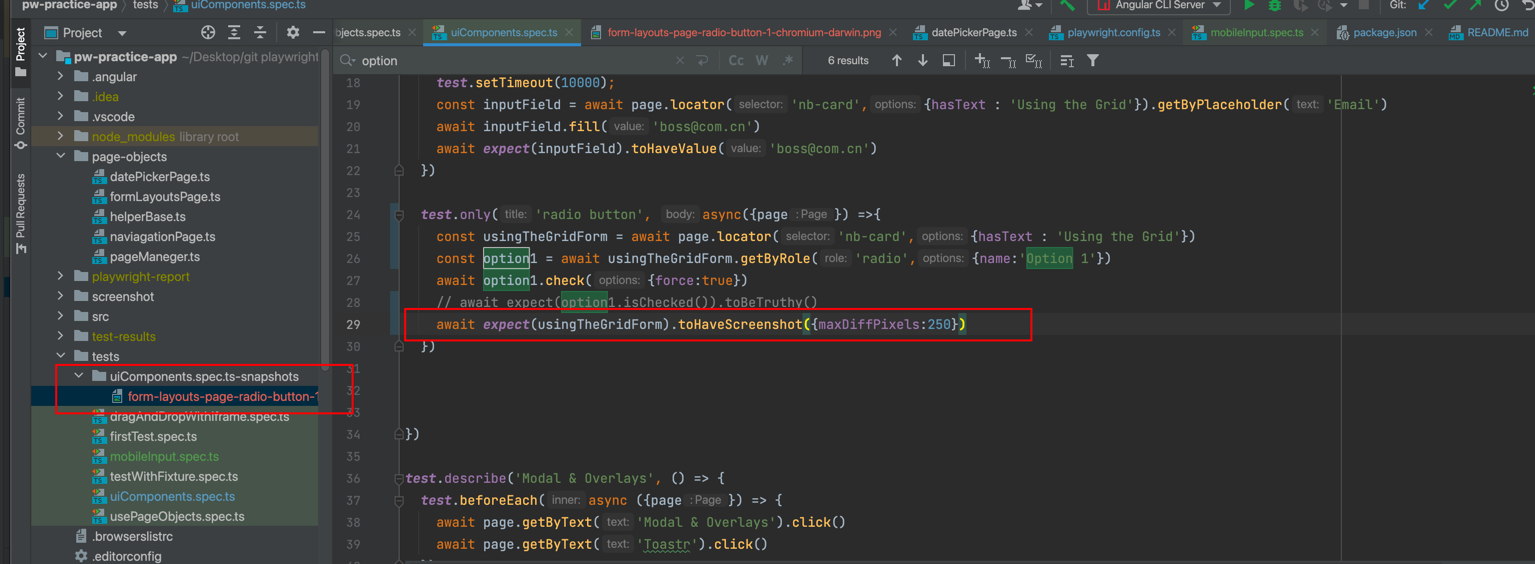 pw-practice-app
tests
uiComponents.spec.ts
Angular CLI Server
Git:
Project
objects.spec.ts
uiComponents.spec.ts
form-layouts-page-radio-button-1-chromium-darwin.png
datePickerPage.ts
playwright.config.ts
mobileInput.spec.ts
package.json
README.md
Project
Commit
Pull Requests
pw-practice-app ~/Desktop/git playwright
.angular
.idea
.vscode
node_modules library root
page-objects
datePickerPage.ts
formLayoutsPage.ts
helperBase.ts
naviagationPage.ts
pageManeger.ts
playwright-report
screenshot
src
test-results
tests
uiComponents.spec.ts-snapshots
form-layouts-page-radio-button-1
dragAndDropWithIframe.spec.ts
firstTest.spec.ts
mobileInput.spec.ts
testWithFixture.spec.ts
uiComponents.spec.ts
usePageObjects.spec.ts
.browserslistrc
.editorconfig
option
Cc W .*
6 results
18 test.setTimeout(10000);
19 const inputField = await page.locator( selector: 'nb-card', options: {hasText : 'Using the Grid'}).getByPlaceholder( text: 'Email')
20 await inputField.fill( value: 'boss@com.cn')
21 await expect(inputField).toHaveValue( value: 'boss@com.cn')
22 })
23
24 test.only( title: 'radio button', body: async({page :Page }) =>{
25 const usingTheGridForm = await page.locator( selector: 'nb-card', options: {hasText : 'Using the Grid'})
26 const option1 = await usingTheGridForm.getByRole( role: 'radio', options: {name:'Option 1'})
27 await option1.check( options: {force:true})
28 // await expect(option1.isChecked()).toBeTruthy()
29 await expect(usingTheGridForm).toHaveScreenshot({maxDiffPixels:250})
30 })
31
32
33
34 })
35
36 test.describe('Modal & Overlays', () => {
37 test.beforeEach( inner: async ({page :Page }) => {
38 await page.getByText( text: 'Modal & Overlays').click()
39 await page.getByText( text: 'Toastr').click()